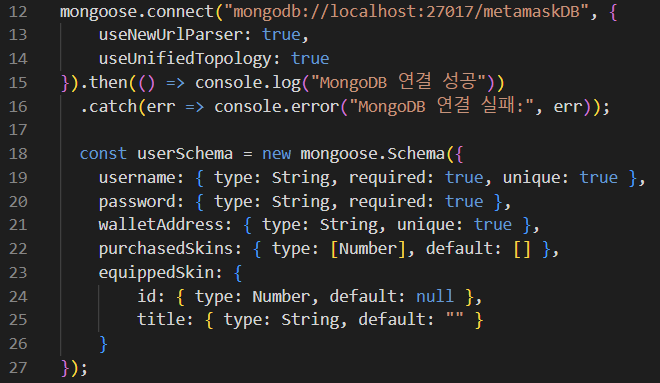 12 mongoose.connect("mongodb://localhost:27017/metamaskDB", {
13     useNewUrlParser: true,
14     useUnifiedTopology: true
15 }).then(() => console.log("MongoDB 연결 성공"))
16   .catch(err => console.error("MongoDB 연결 실패:", err));
17
18   const userSchema = new mongoose.Schema({
19     username: { type: String, required: true, unique: true },
20     password: { type: String, required: true },
21     walletAddress: { type: String, unique: true },
22     purchasedSkins: { type: [Number], default: [] },
23     equippedSkin: {
24         id: { type: Number, default: null },
25         title: { type: String, default: "" }
26     }
27 });